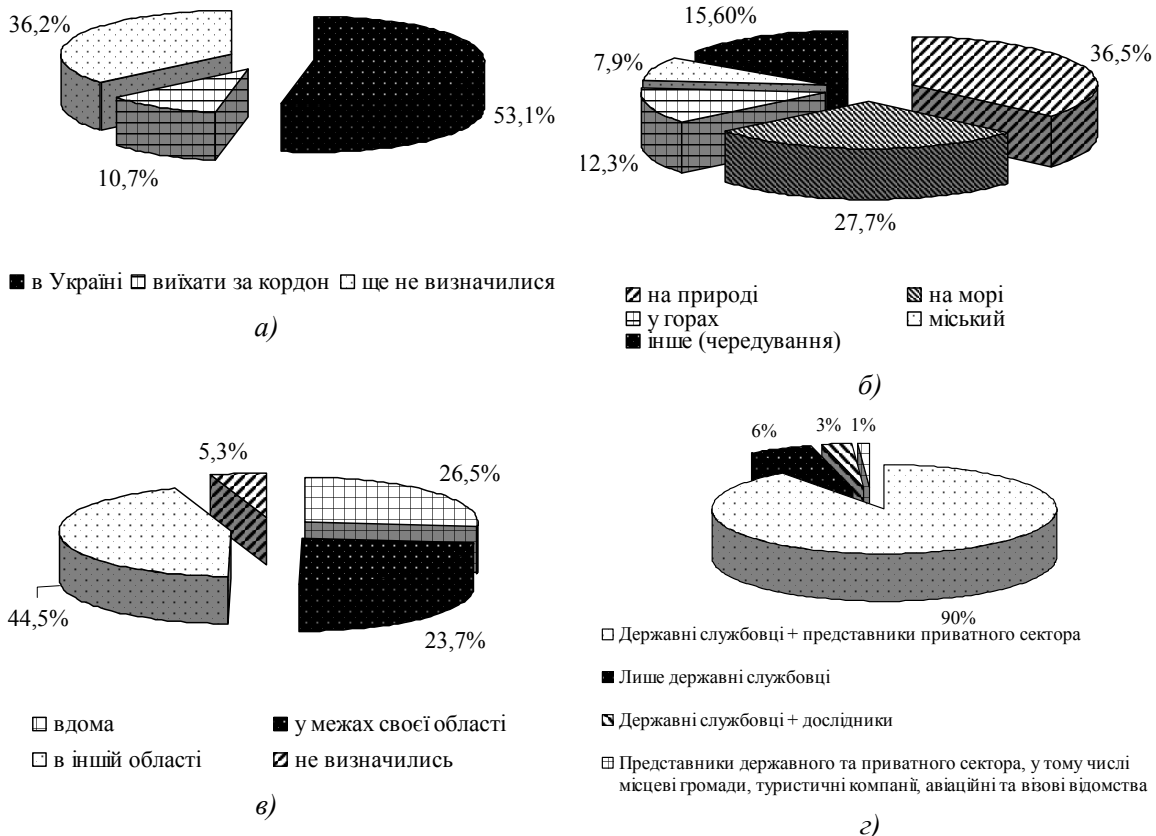 36,2%
53,1%
10,7%
в Україні виїхати за кордон ще не визначилися
а)
15,60%
36,5%
7,9%
12,3%
27,7%
на природі на морі
у горах міський
інше (чередування)
б)
5,3%
26,5%
44,5%
23,7%
вдома у межах своєї області
в іншій області не визначились
в)
6% 3% 1%
90%
Державні службовці + представники приватного сектора
Лише державні службовці
Державні службовці + дослідники
Представники державного та приватного сектора, у тому числі
місцеві громади, туристичні компанії, авіаційні та візові відомства
г)